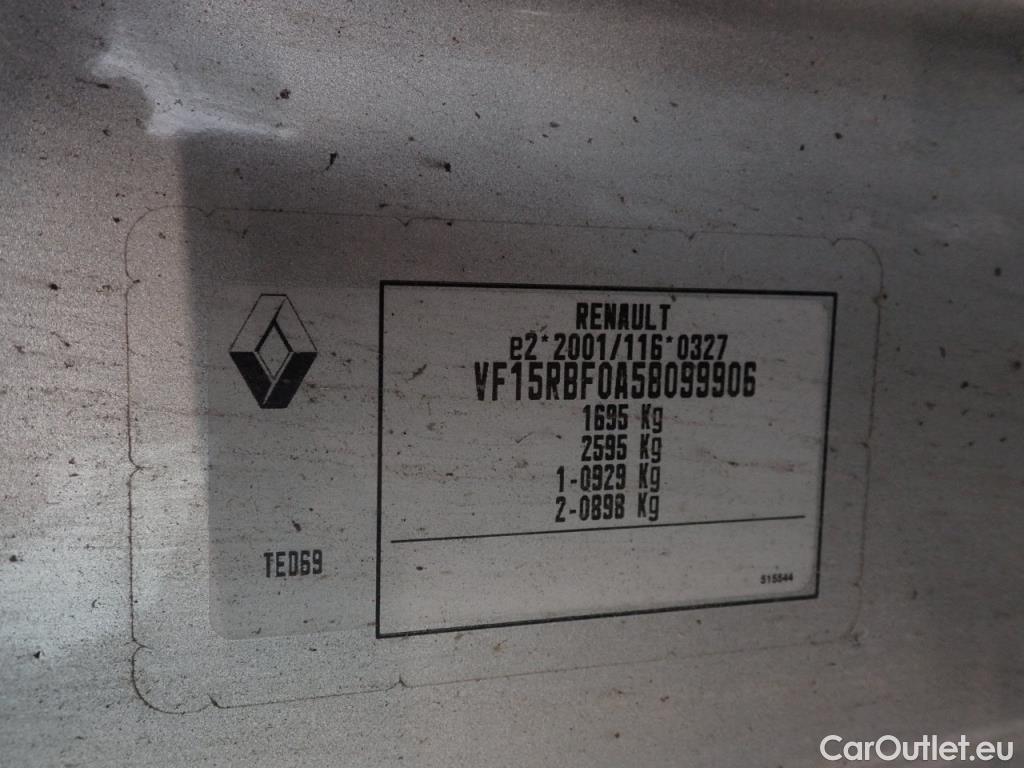 RENAULT
e2*2001/116*0327
VF15RBF0A58099906
1695 Kg
2595 Kg
1-0929 Kg
2-0898 Kg
TED69
515544
CarOutlet.eu